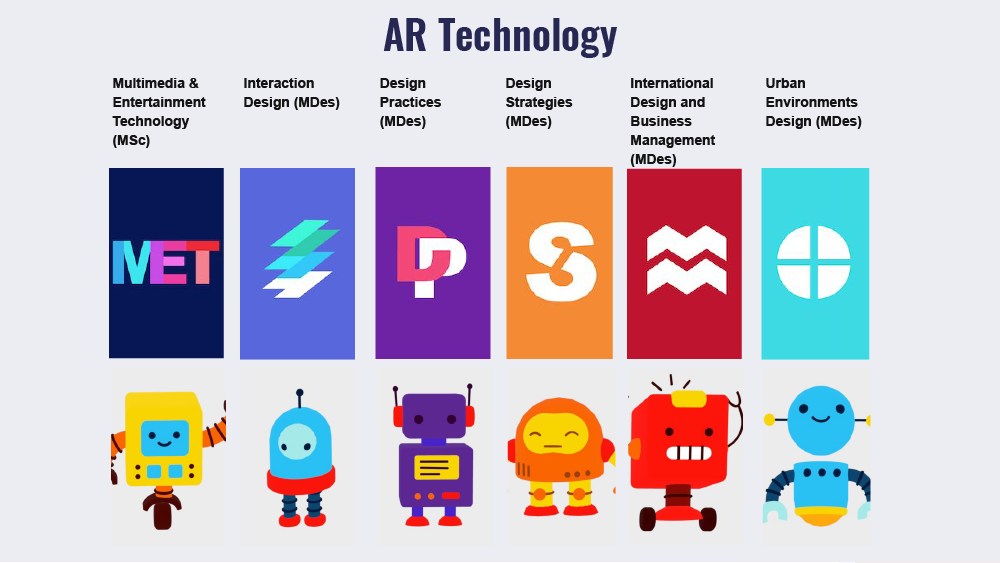 AR Technology
Multimedia &
Entertainment
Technology
(MSc)
Interaction
Design (MDes)
Design
Practices
(MDes)
Design
Strategies
(MDes)
International
Design and
Business
Management
(MDes)
Urban
Environments
Design (MDes)
MET
DP
S